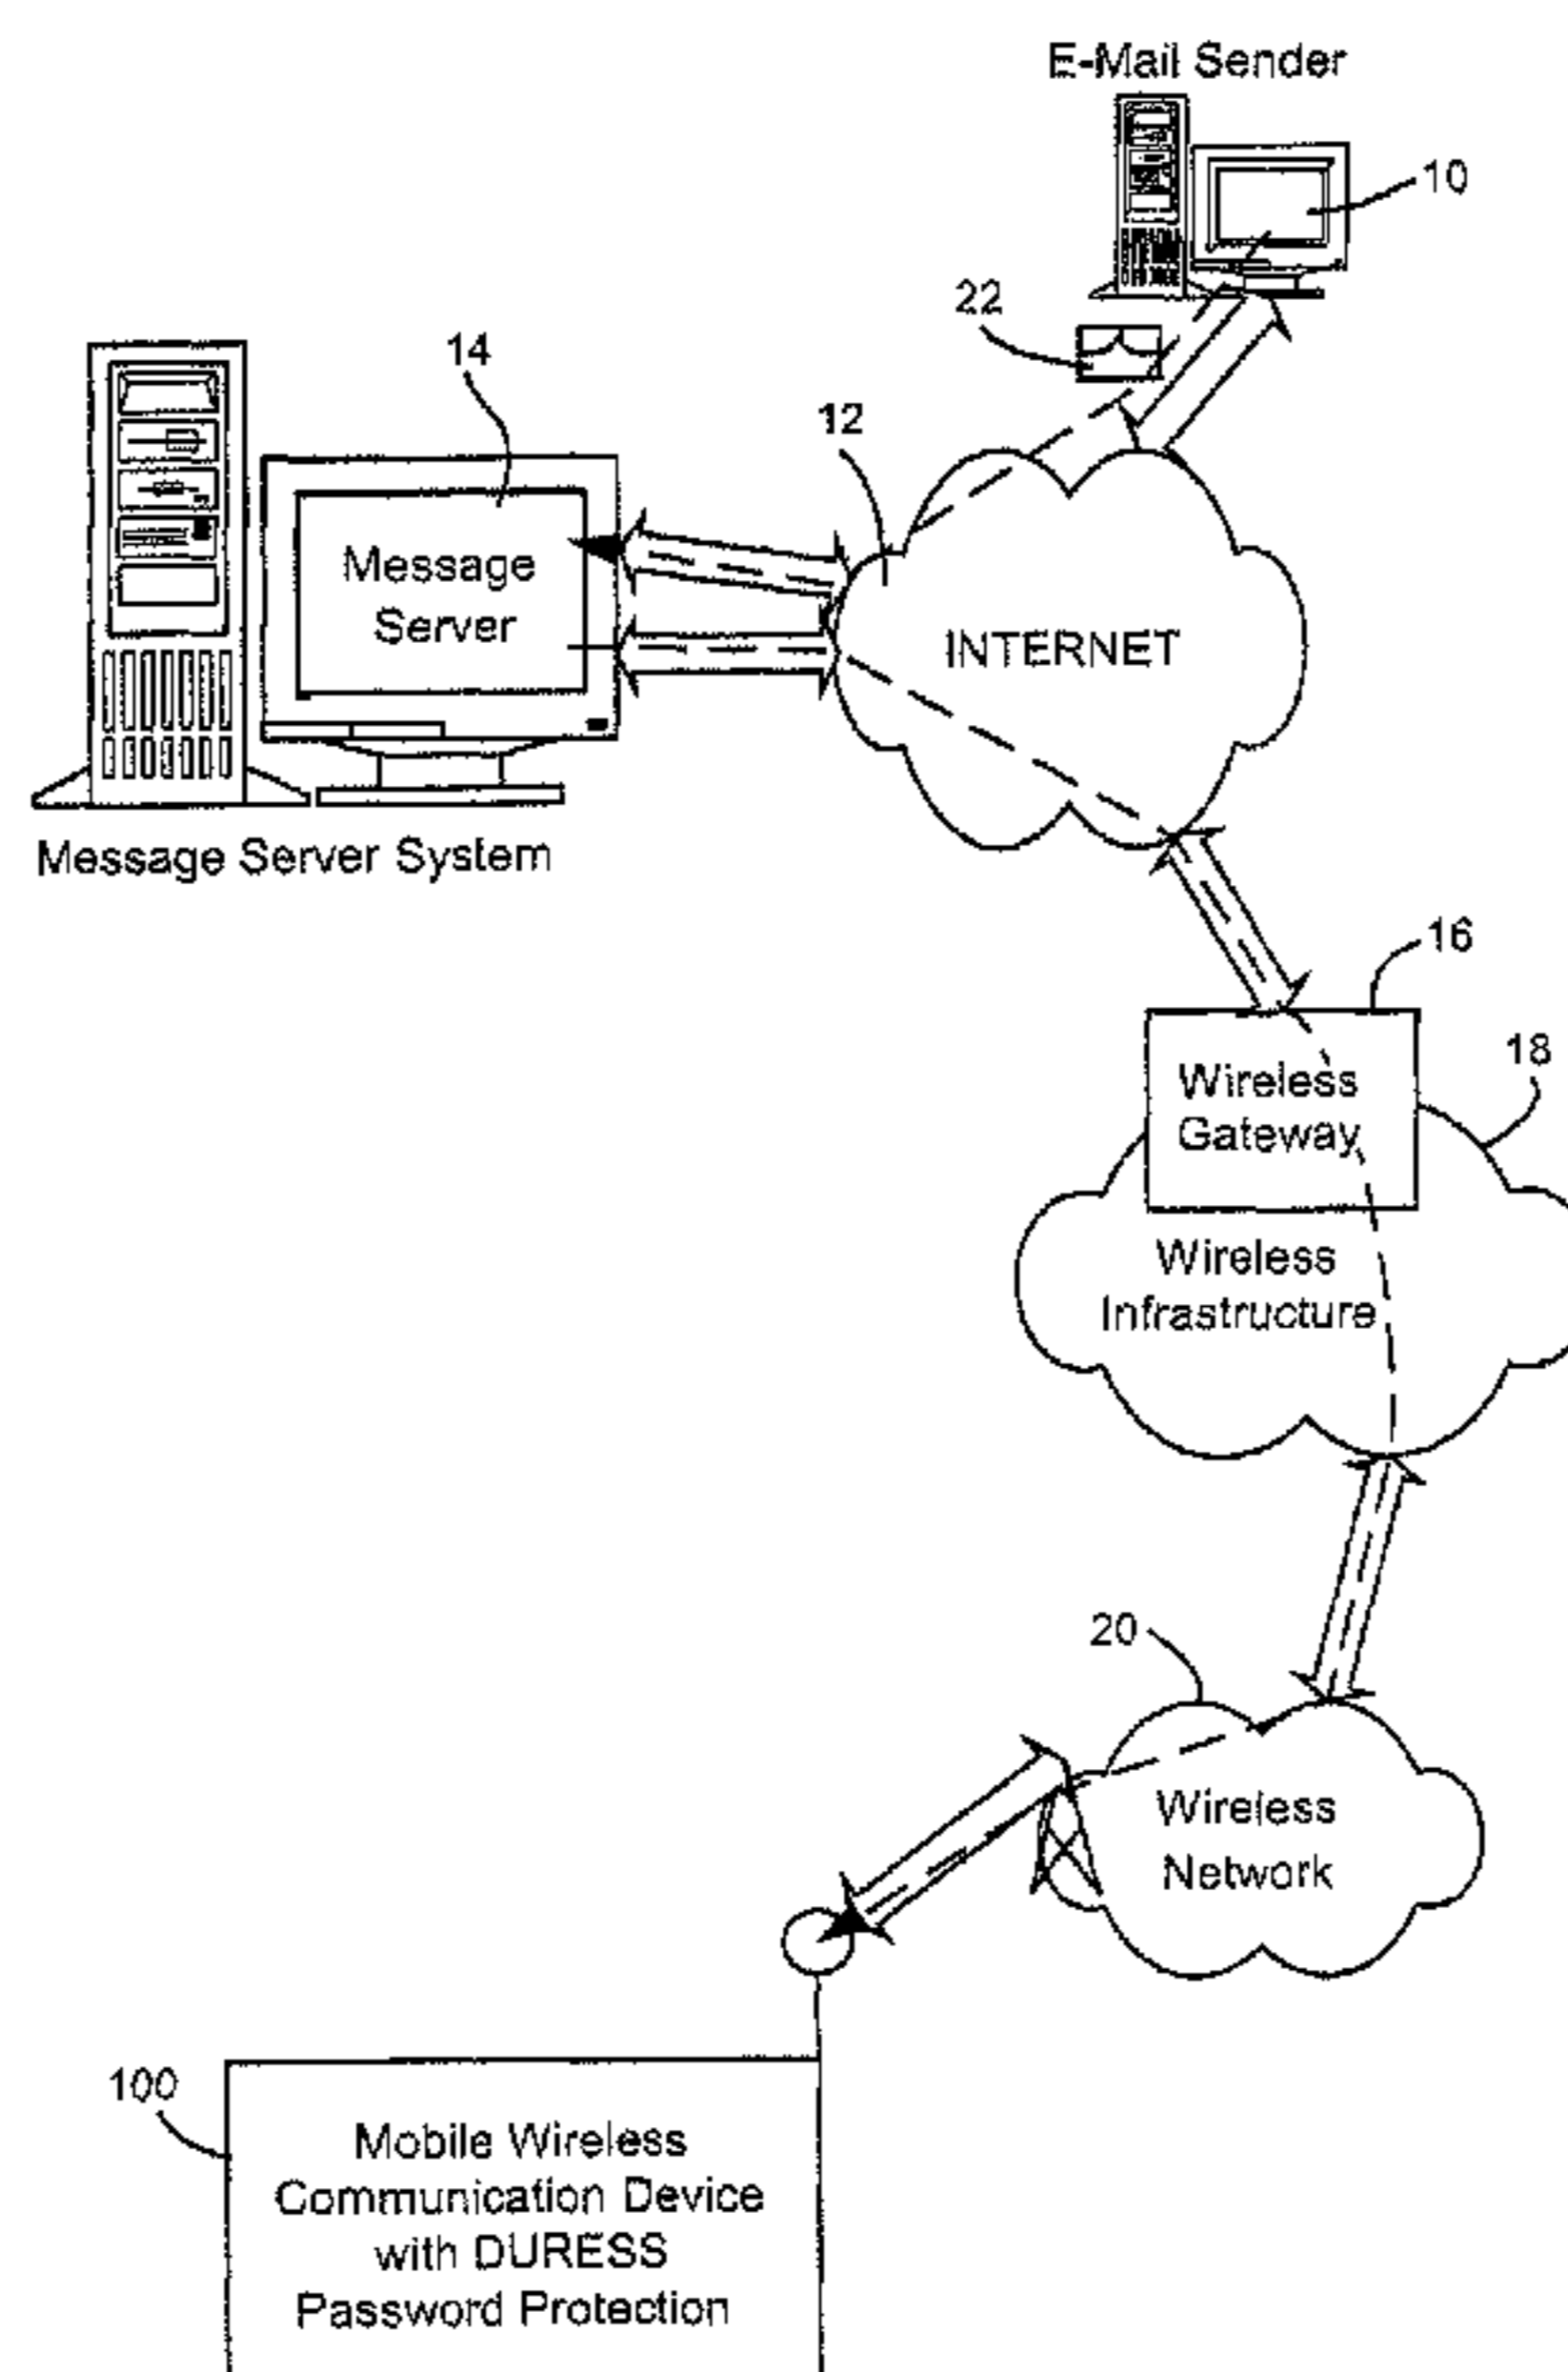 E-Mail Sender
10
22
14
12
Message
Server
INTERNET
Message Server System
16
18
Wireless
Gateway
Wireless
Infrastructure
20
Wireless
Network
100
Mobile Wireless
Communication Device
with DURESS
Password Protection